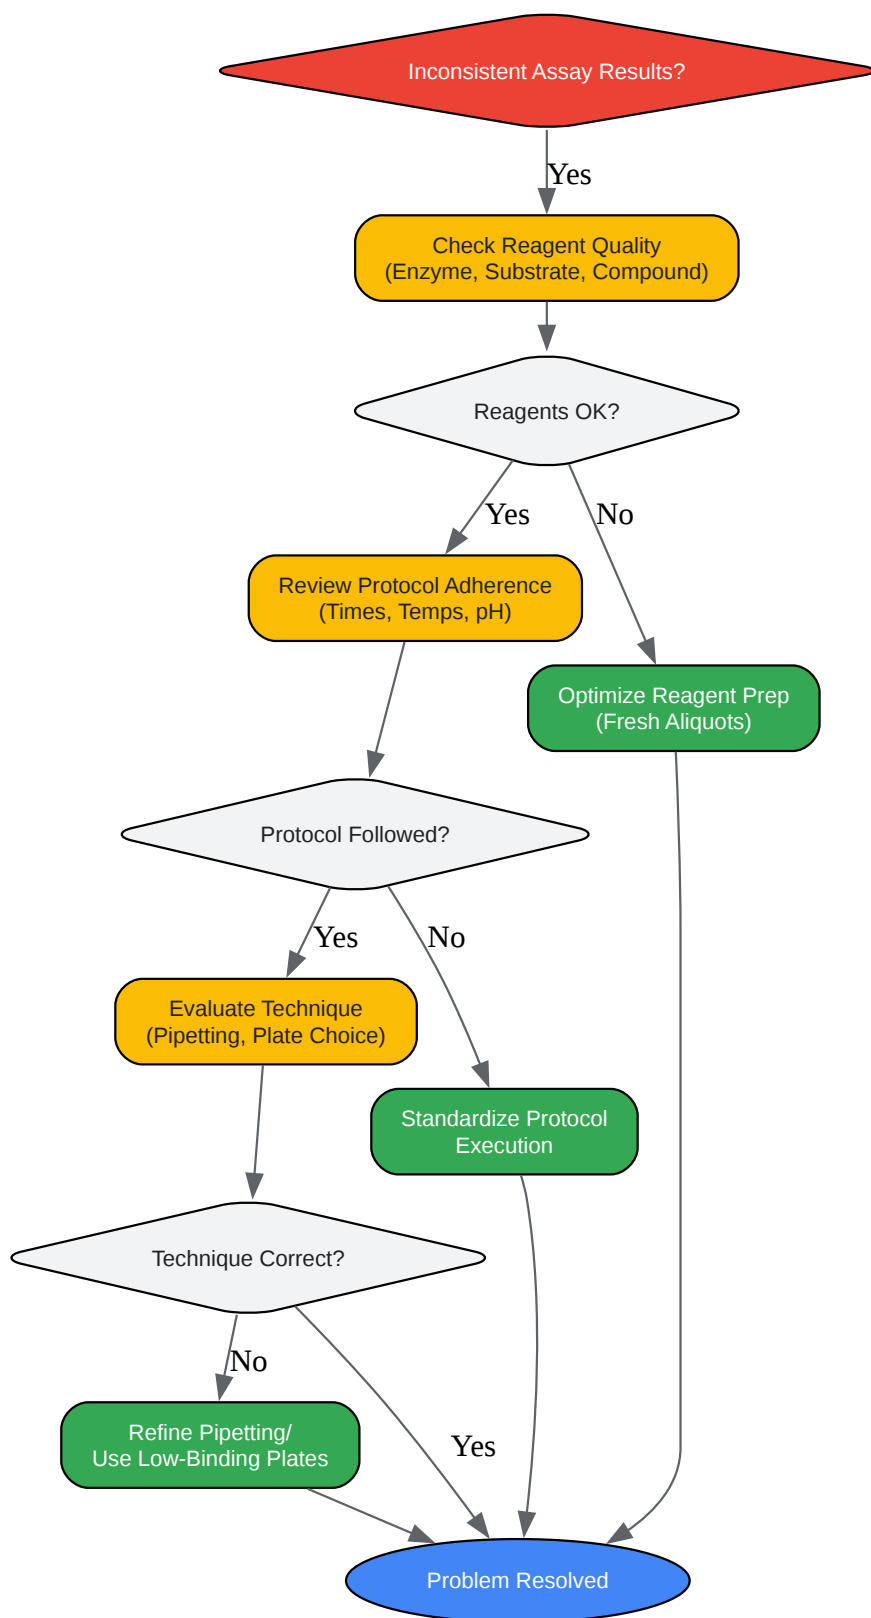 Inconsistent Assay Results?
Yes
Check Reagent Quality
(Enzyme, Substrate, Compound)
Reagents OK?
Yes
No
Review Protocol Adherence
(Times, Temps, pH)
Optimize Reagent Prep
(Fresh Aliquots)
Protocol Followed?
Yes
No
Evaluate Technique
(Pipetting, Plate Choice)
Standardize Protocol
Execution
Technique Correct?
No
Yes
Refine Pipetting/
Use Low-Binding Plates
Problem Resolved